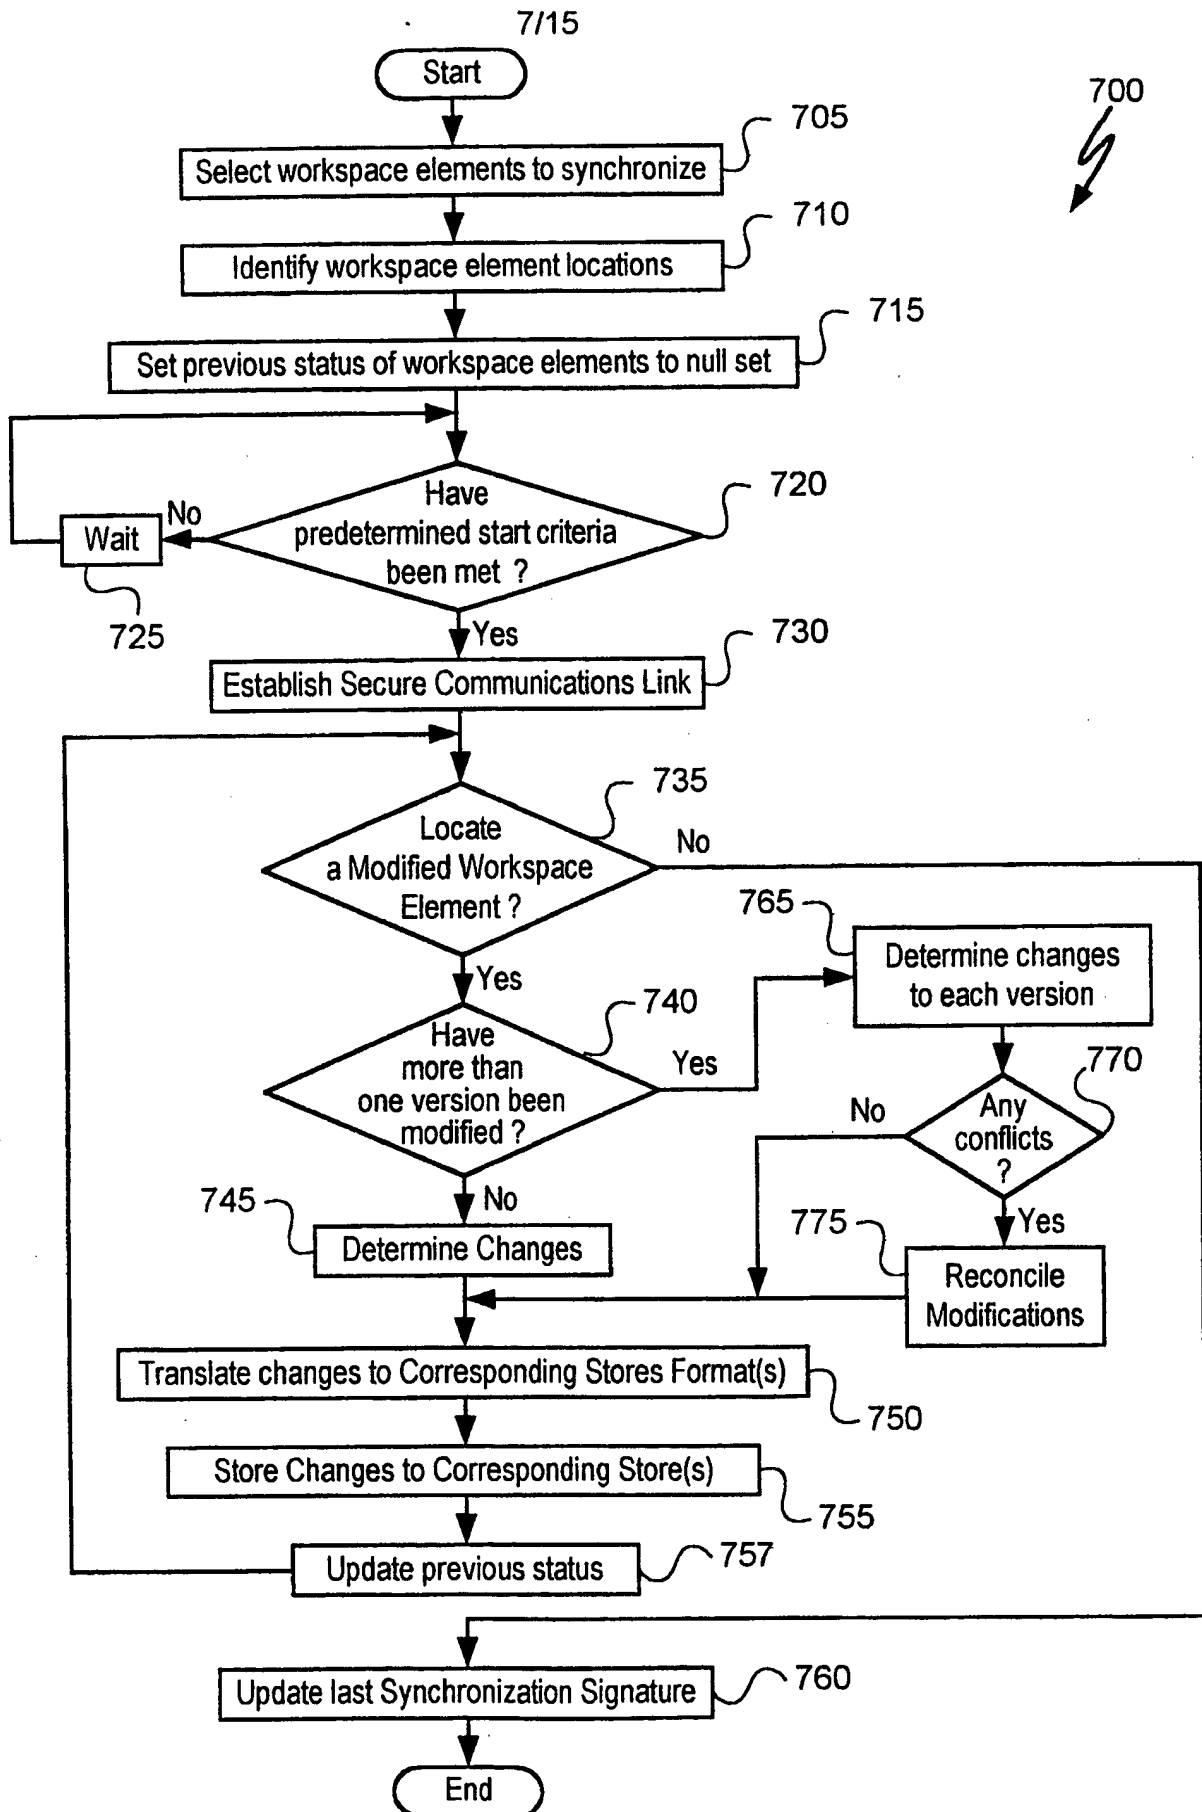 7/15
Start
700
705
Select workspace elements to synchronize
710
Identify workspace element locations
715
Set previous status of workspace elements to null set
720
Have
predetermined start criteria
been met ?
No
Wait
725
Yes
730
Establish Secure Communications Link
735
Locate
a Modified Workspace
Element ?
No
Yes
765
Determine changes
to each version
740
Have
more than
one version been
modified ?
Yes
770
Any
conflicts
?
No
Yes
745
No
Determine Changes
775
Reconcile
Modifications
Translate changes to Corresponding Stores Format(s)
750
Store Changes to Corresponding Store(s)
755
Update previous status
757
Update last Synchronization Signature
760
End